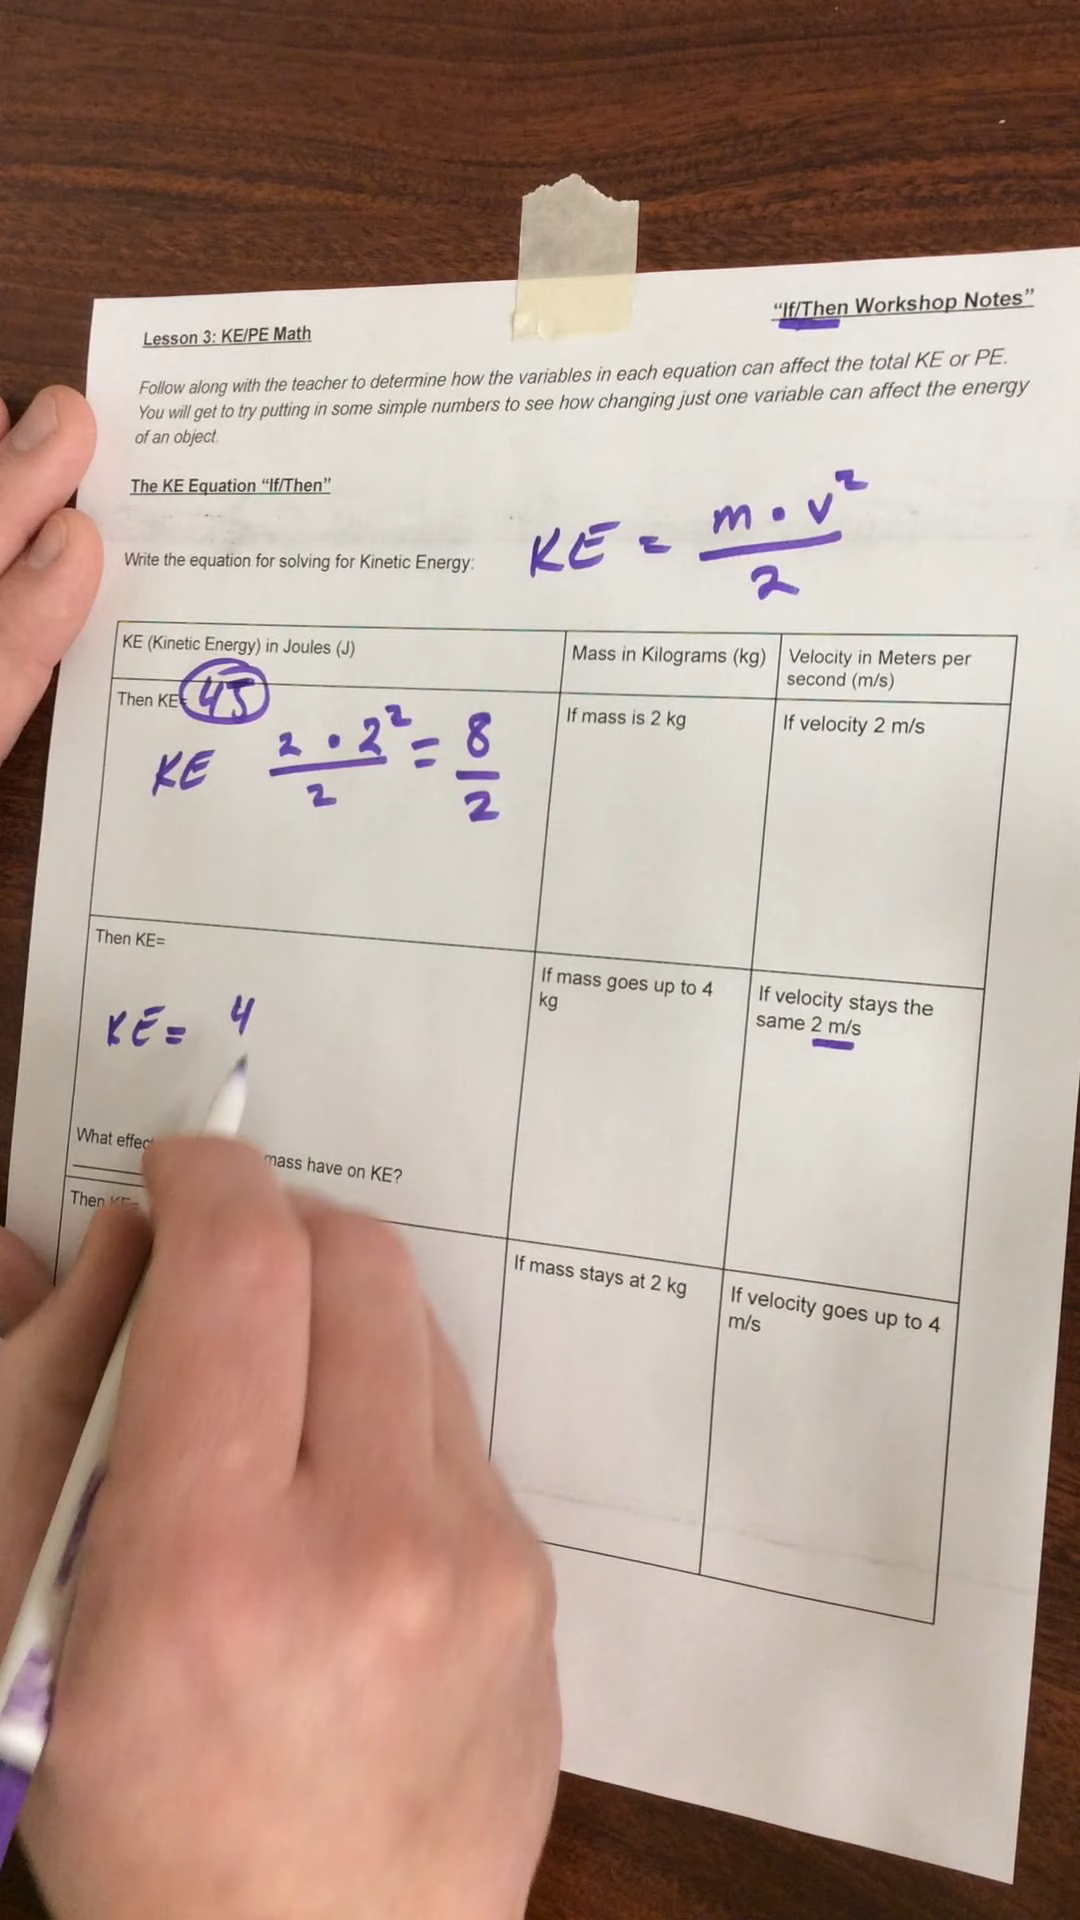 "If/Then Workshop Notes"
Lesson 3: KE/PE Math
Follow along with the teacher to determine how the variables in each equation can affect the total KE or PE.
You will get to try putting in some simple numbers to see how changing just one variable can affect the energy
of an object.
The KE Equation "If/Then"
Write the equation for solving for Kinetic Energy:
KE = m • v²
2
KE (Kinetic Energy) in Joules (J)
Mass in Kilograms (kg)
Velocity in Meters per
second (m/s)
Then KE= 4J
KE 2 • 2² = 8
2 2
If mass is 2 kg
If velocity 2 m/s
Then KE=
KE = 4
What
mass have on KE?
If mass goes up to 4
kg
If velocity stays the
same 2 m/s
Then KE=
If mass stays at 2 kg
If velocity goes up to 4
m/s